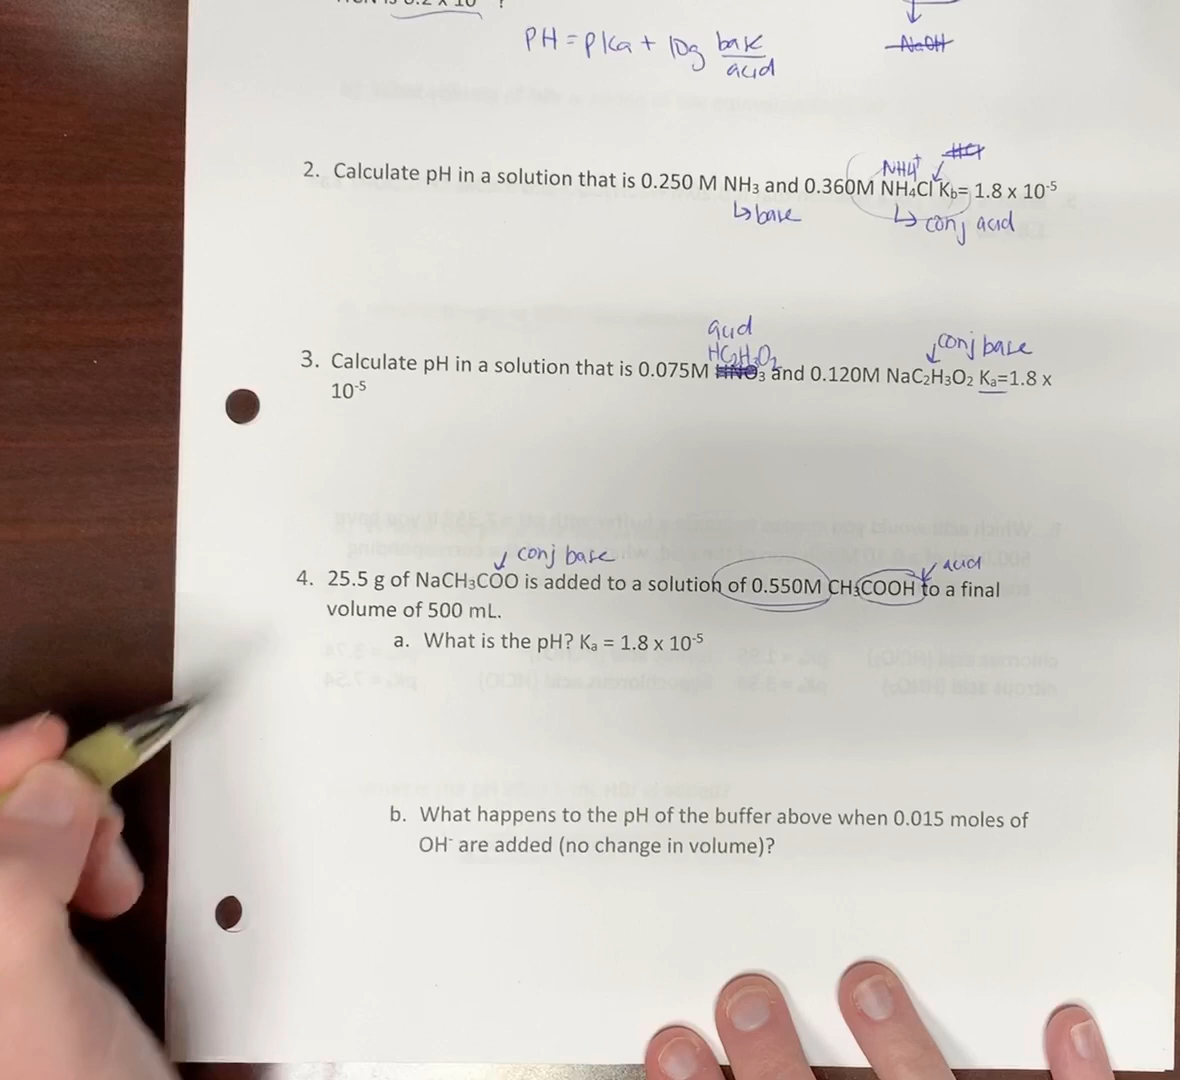 PH = pKa + log base/acid
NaOH
NH4+ HCl
2. Calculate pH in a solution that is 0.250 M NH₃ and 0.360M NH₄Cl Kb= 1.8 x 10⁻⁵
↳base ↳ conj acid
acid
HC2H3O2 ↓conj base
3. Calculate pH in a solution that is 0.075M HNO₃ and 0.120M NaC₂H₃O₂ Ka=1.8 x
10⁻⁵
↓ conj base ↙ acid
4. 25.5 g of NaCH₃COO is added to a solution of 0.550M CH₃COOH to a final
volume of 500 mL.
a. What is the pH? Ka = 1.8 x 10⁻⁵
b. What happens to the pH of the buffer above when 0.015 moles of
OH⁻ are added (no change in volume)?